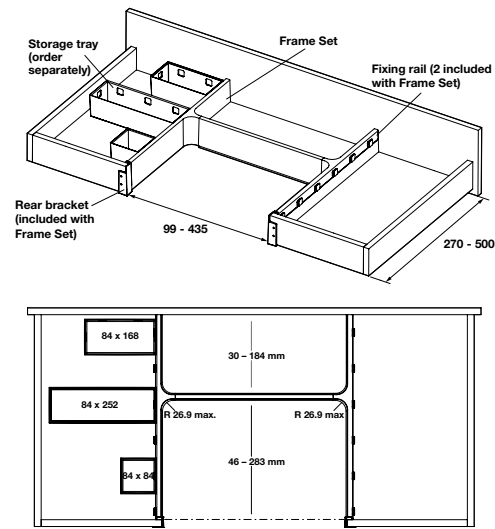 Storage tray
(order
separately)
Frame Set
Fixing rail (2 included
with Frame Set)
Rear bracket
(included with
Frame Set)
99 - 435
270 - 500
84 x 168
30 – 184 mm
84 x 252
R 26.9 max.
R 26.9 max
84 x 84
46 – 283 mm